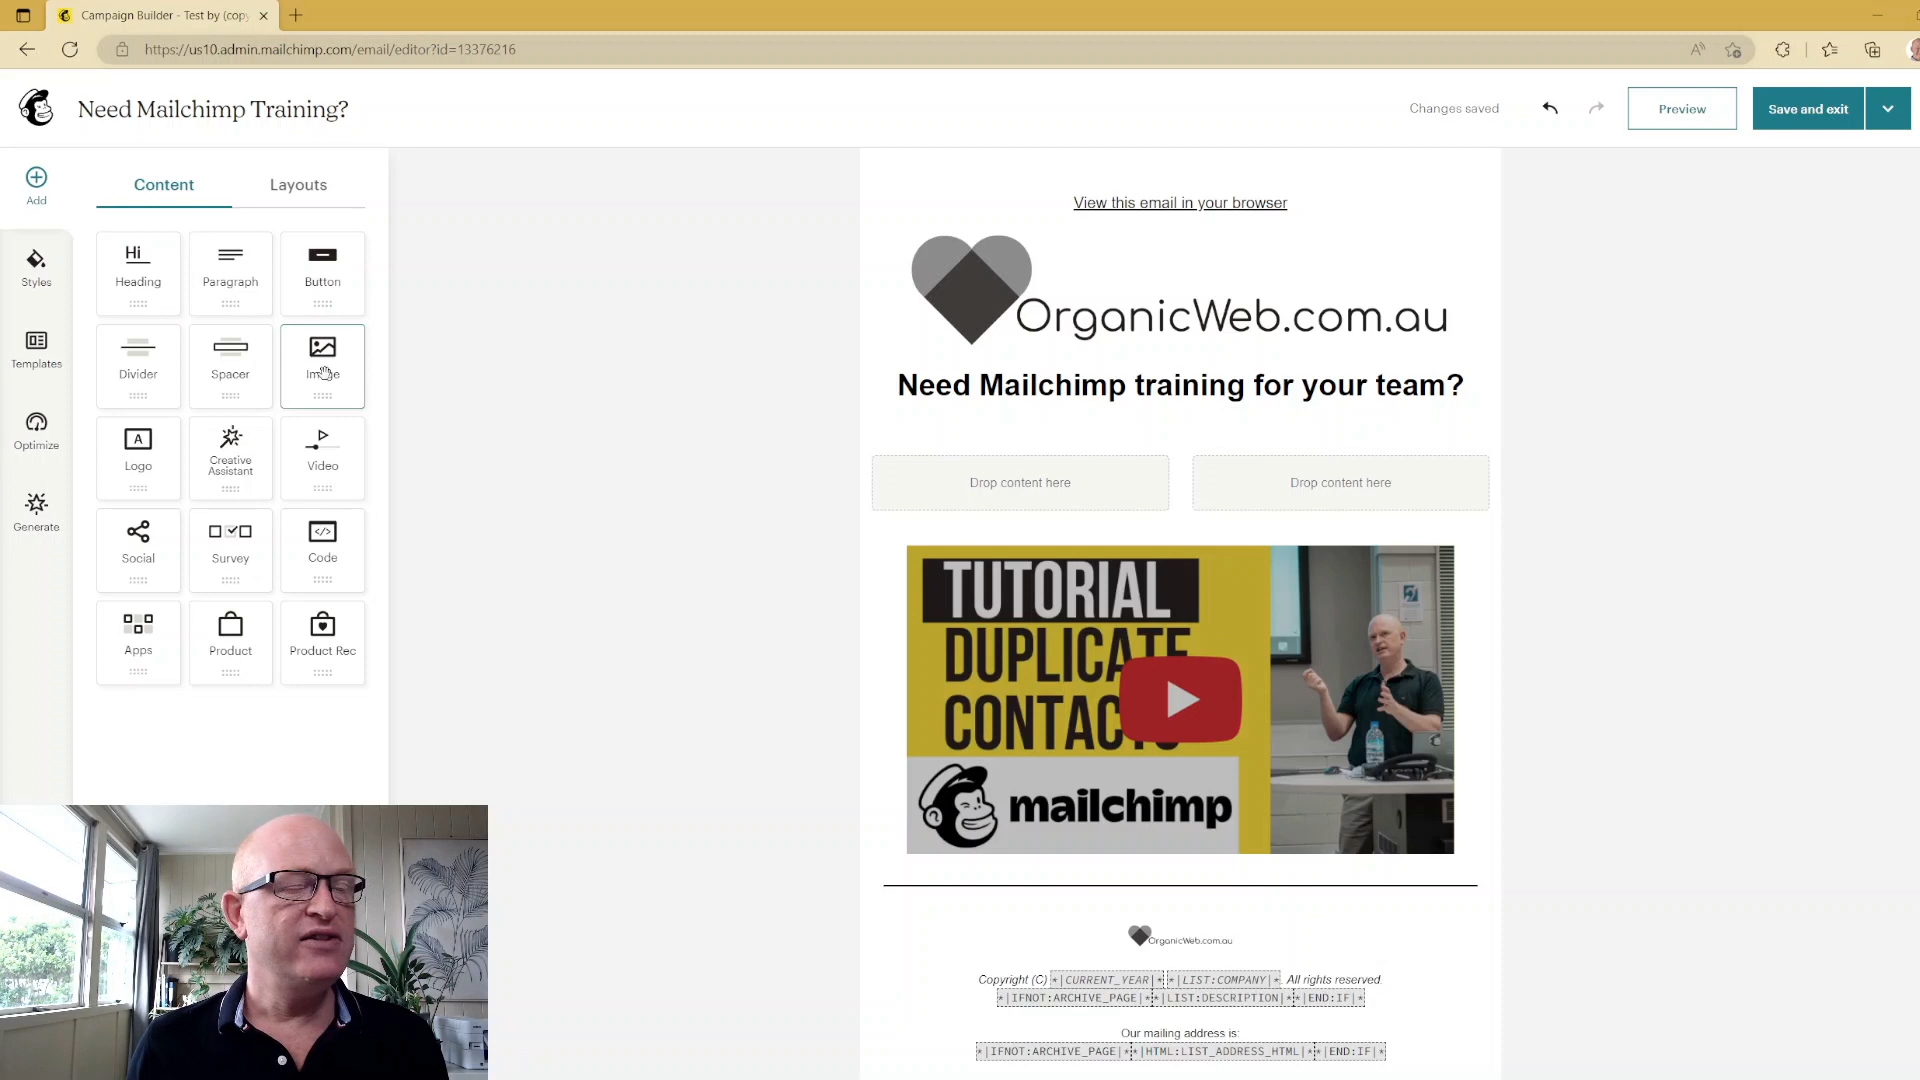 Campaign Builder - Test by (copy
https://us10.admin.mailchimp.com/email/editor?id=13376216
Need Mailchimp Training?
Changes saved
Preview
Save and exit
Add
Styles
Templates
Optimize
Generate
Content
Layouts
Hi
Heading
Paragraph
Button
Divider
Spacer
Image
A
Logo
Creative
Assistant
Video
Social
Survey
</>
Code
Apps
Product
Product Rec
View this email in your browser
OrganicWeb.com.au
Need Mailchimp training for your team?
Drop content here
Drop content here
TUTORIAL
DUPLICATE
CONTACTS
mailchimp
OrganicWeb.com.au
Copyright (C) *|CURRENT_YEAR|* *|LIST:COMPANY|*. All rights reserved.
*|IFNOT:ARCHIVE_PAGE|* *|LIST:DESCRIPTION|* *|END:IF|*
Our mailing address is:
*|IFNOT:ARCHIVE_PAGE|* *|HTML:LIST_ADDRESS_HTML|* *|END:IF|*